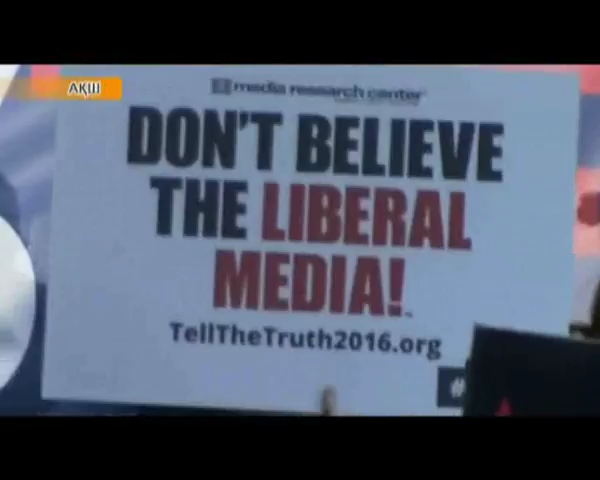 АҚШ
media research center
DON'T BELIEVE
THE LIBERAL
MEDIA!
TellTheTruth2016.org
#